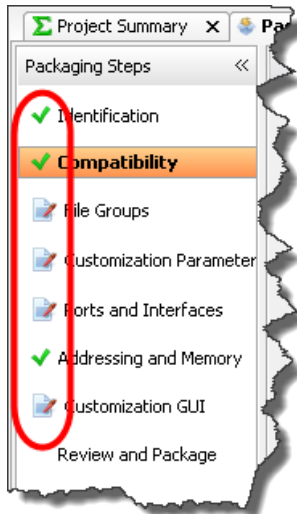 Project Summary
Packaging Steps
Identification
Compatibility
File Groups
Customization Parameter
Ports and Interfaces
Addressing and Memory
Customization GUI
Review and Package